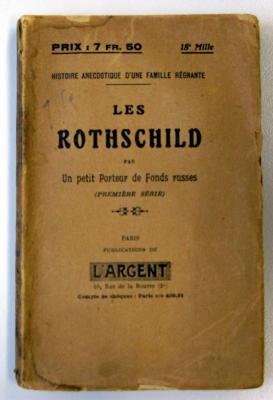 PRIX : 7 FR. 50
18e Mille
HISTOIRE ANECDOTIQUE D'UNE FAMILLE RÉGNANTE
LES
ROTHSCHILD
PAR
Un petit Porteur de Fonds russes
(PREMIÈRE SÉRIE)
PARIS
PUBLICATIONS DE
L'ARGENT
Rue de la Bourse (2e)
Compte de chèques : Paris